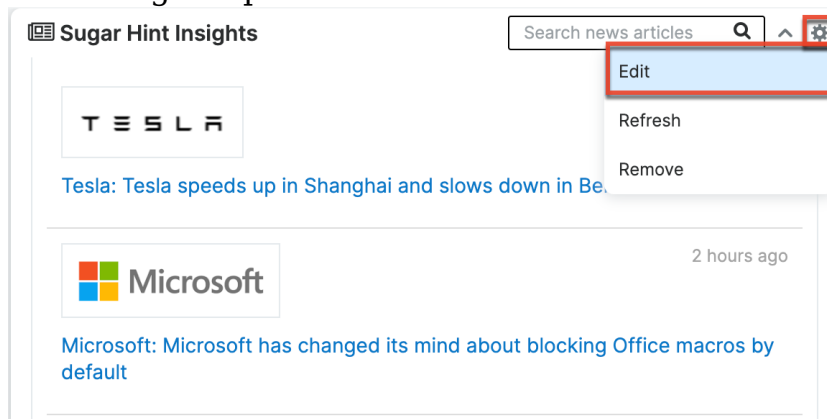 Sugar Hint Insights
Search news articles
Edit
Refresh
Remove
TESLA
Tesla: Tesla speeds up in Shanghai and slows down in
2 hours ago
Microsoft
Microsoft: Microsoft has changed its mind about blocking Office macros by
default